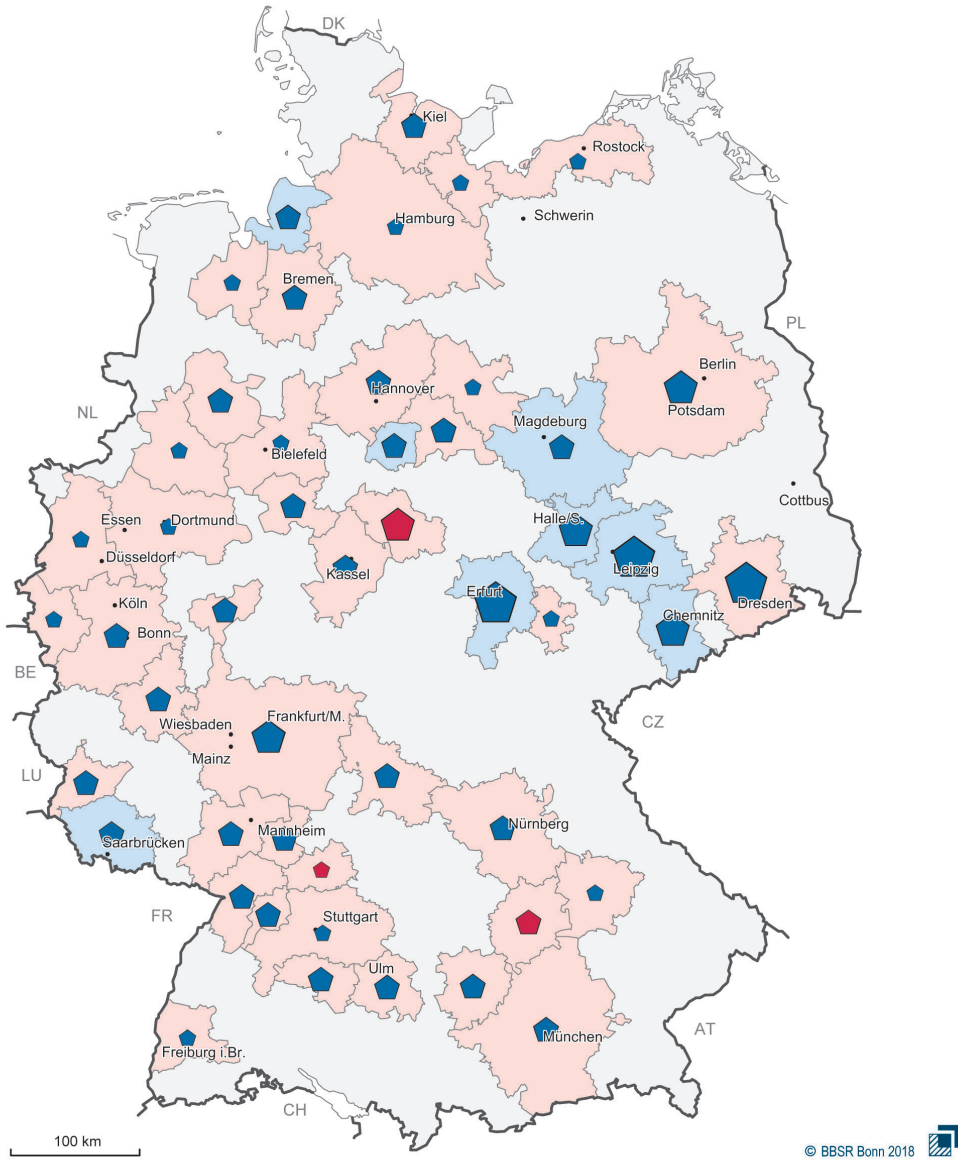 DK
Kiel
Rostock
Schwerin
Hamburg
Bremen
PL
Berlin
Hannover
Potsdam
NL
Magdeburg
Bielefeld
Cottbus
Essen
Dortmund
Halle/S.
Düsseldorf
Leipzig
Kassel
Erfurt
Köln
Dresden
Chemnitz
Bonn
BE
Frankfurt/M.
CZ
Wiesbaden
Mainz
LU
Nürnberg
Mannheim
Saarbrücken
FR
Stuttgart
Ulm
AT
München
Freiburg i.Br.
CH
100 km
© BBSR Bonn 2018